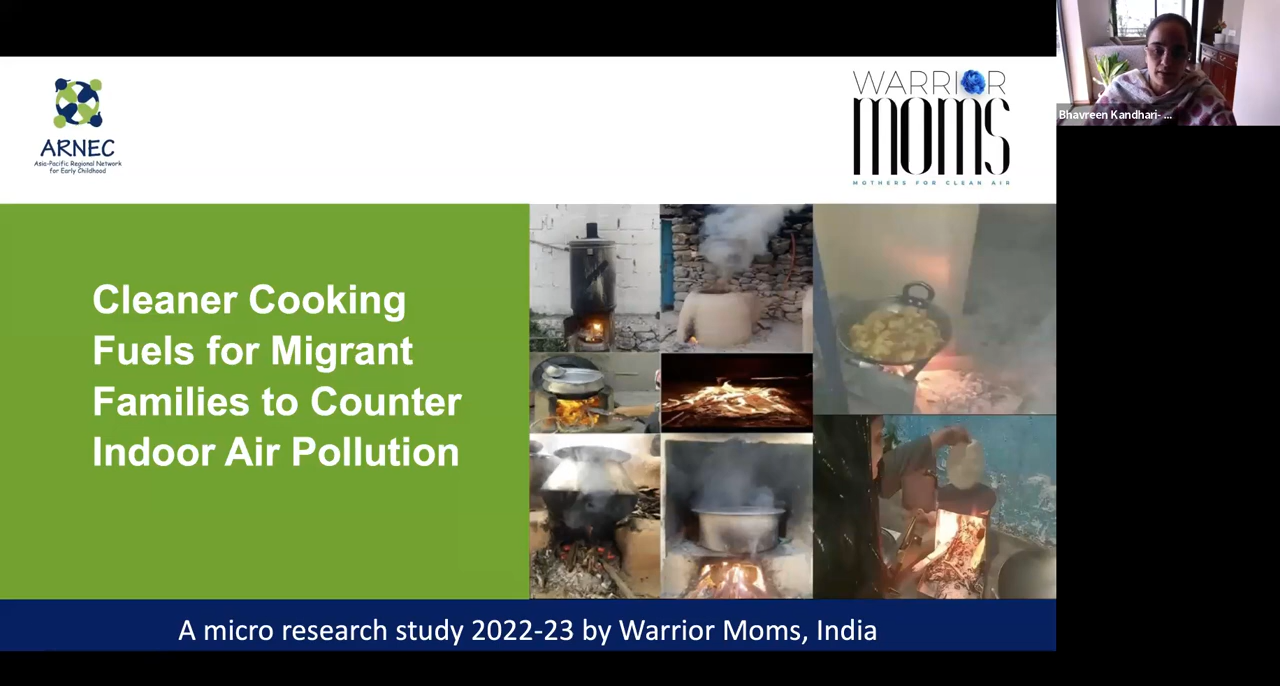 ARNEC
Asia-Pacific Regional Network
for Early Childhood
WARRIOR
moms
MOTHERS FOR CLEAN AIR
Bhavreen Kandhari- ...
Cleaner Cooking
Fuels for Migrant
Families to Counter
Indoor Air Pollution
A micro research study 2022-23 by Warrior Moms, India